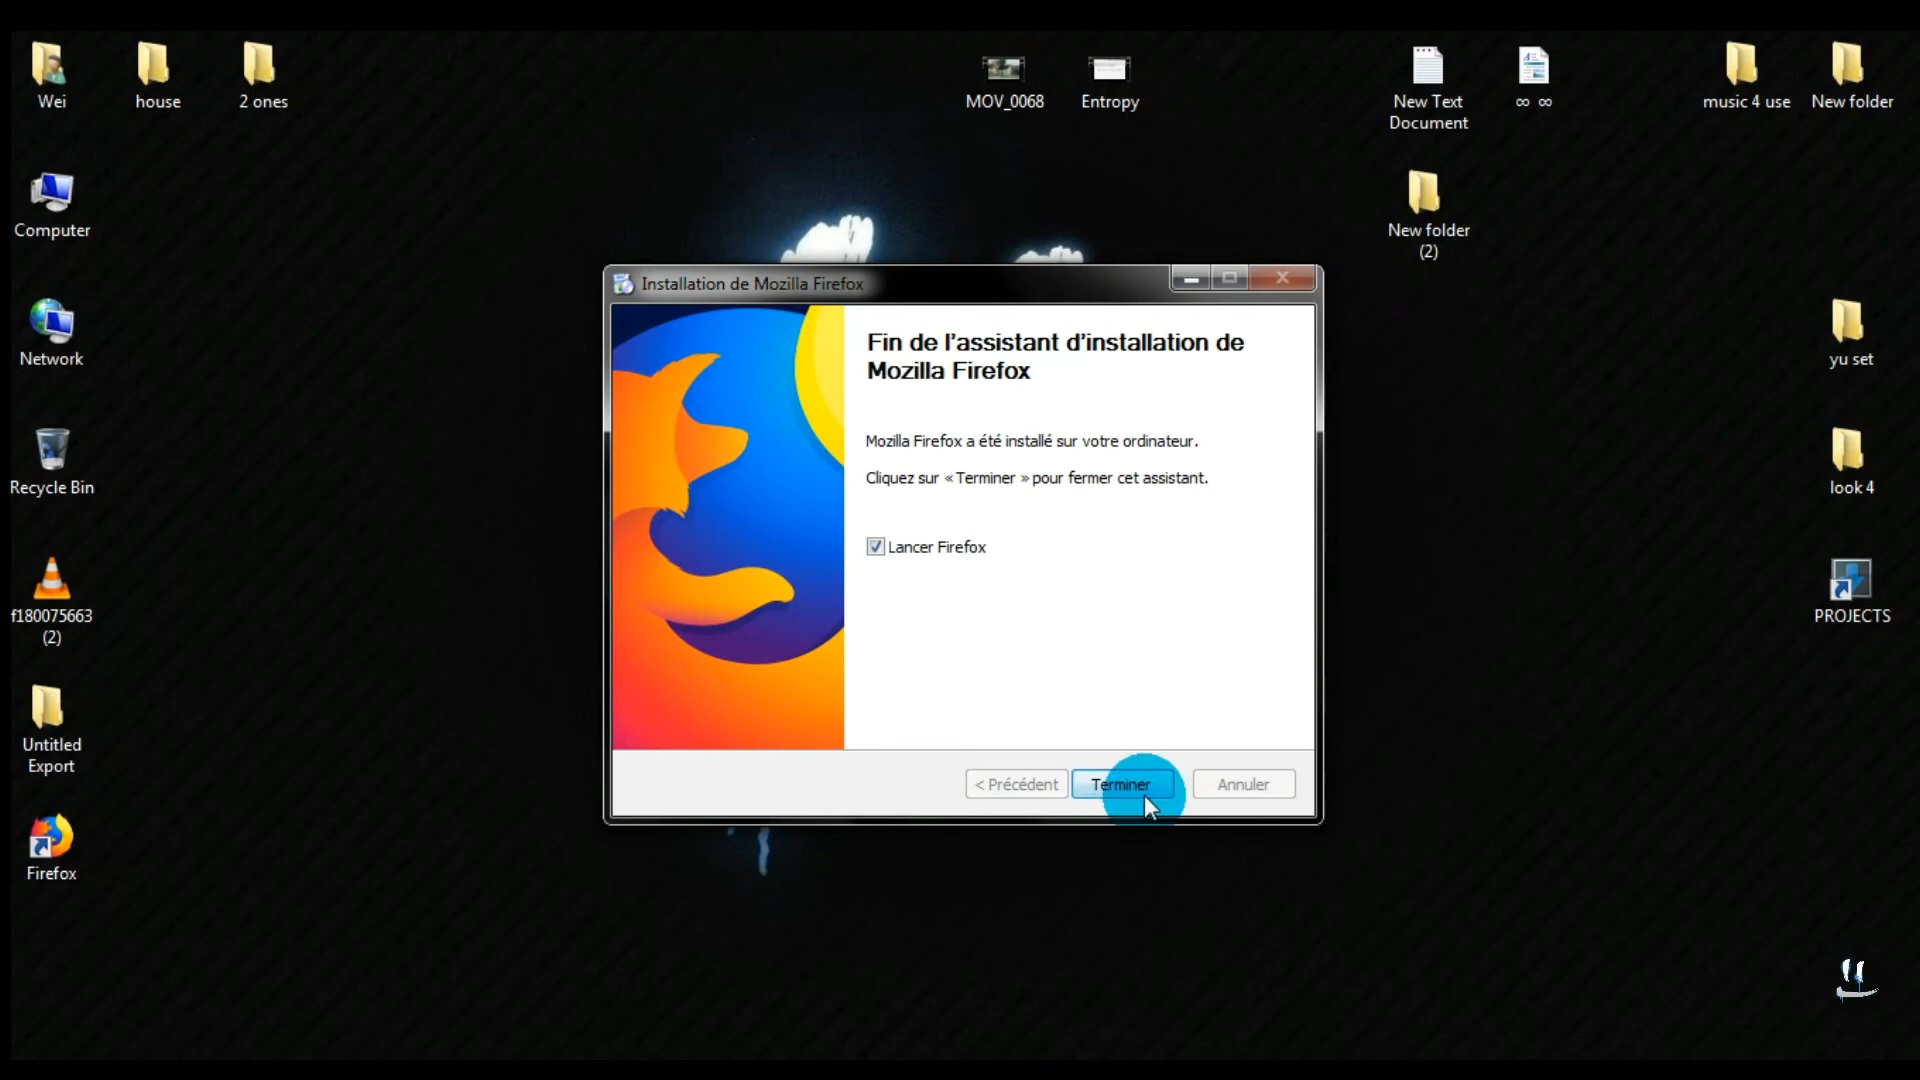 Wei
house
2 ones
MOV_0068
Entropy
New Text
Document
∞ ∞
music 4 use
New folder
Computer
New folder
(2)
Installation de Mozilla Firefox
Fin de l’assistant d’installation de
Mozilla Firefox
Network
yu set
Mozilla Firefox a été installé sur votre ordinateur.
Cliquez sur « Terminer » pour fermer cet assistant.
Recycle Bin
look 4
Lancer Firefox
f180075663
(2)
PROJECTS
Untitled
Export
< Précédent
Terminer
Annuler
Firefox